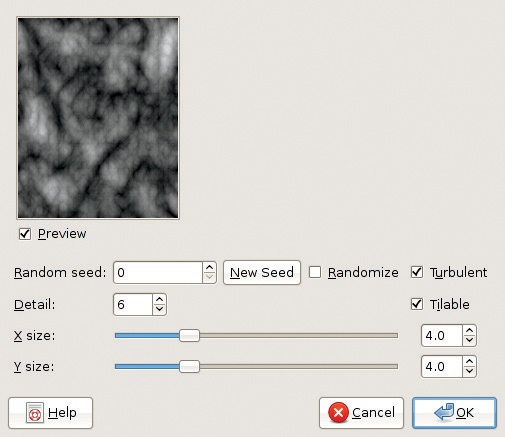 Preview
Random seed: 0 New Seed Randomize Turbulent
Detail: 6 Tilable
X size: 4.0
Y size: 4.0
Help Cancel OK